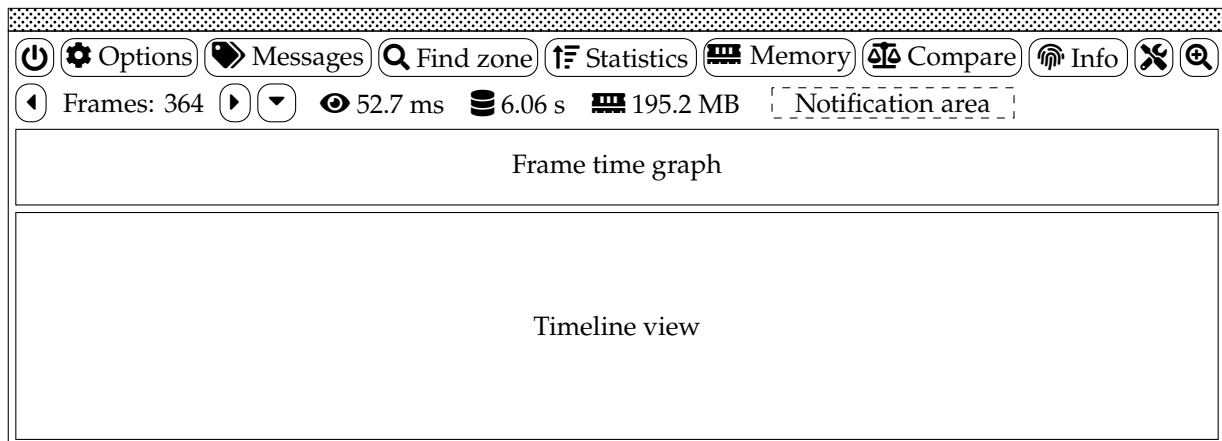 Options Messages Find zone Statistics Memory Compare Info
Frames: 364 52.7 ms 6.06 s 195.2 MB Notification area
Frame time graph
Timeline view